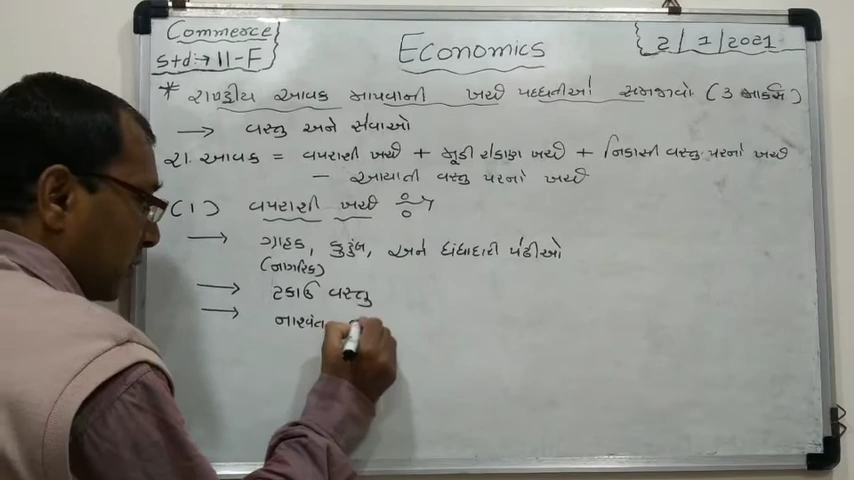 Commerce
Std:→ 11-F
Economics
2/1/2021
* રાષ્ટ્રીય આવક માપવાની ખર્ચ પદ્ધતીઓ સમજાવો (3 માર્ક્સ)
→ વસ્તુ અને સેવાઓ
રા. આવક = વપરાશી ખર્ચ + મૂડી રોકાણ ખર્ચ + નિકાસી વસ્તુ પરનો ખર્ચ
- આયાતી વસ્તુ પરનો ખર્ચ
(1) વપરાશી ખર્ચ
→ ગ્રાહક, કુટુંબ, અને ધંધાદારી પેઢીઓ
(નાગરિક)
→ ટકાઉ વસ્તુ
→ નાશવંત